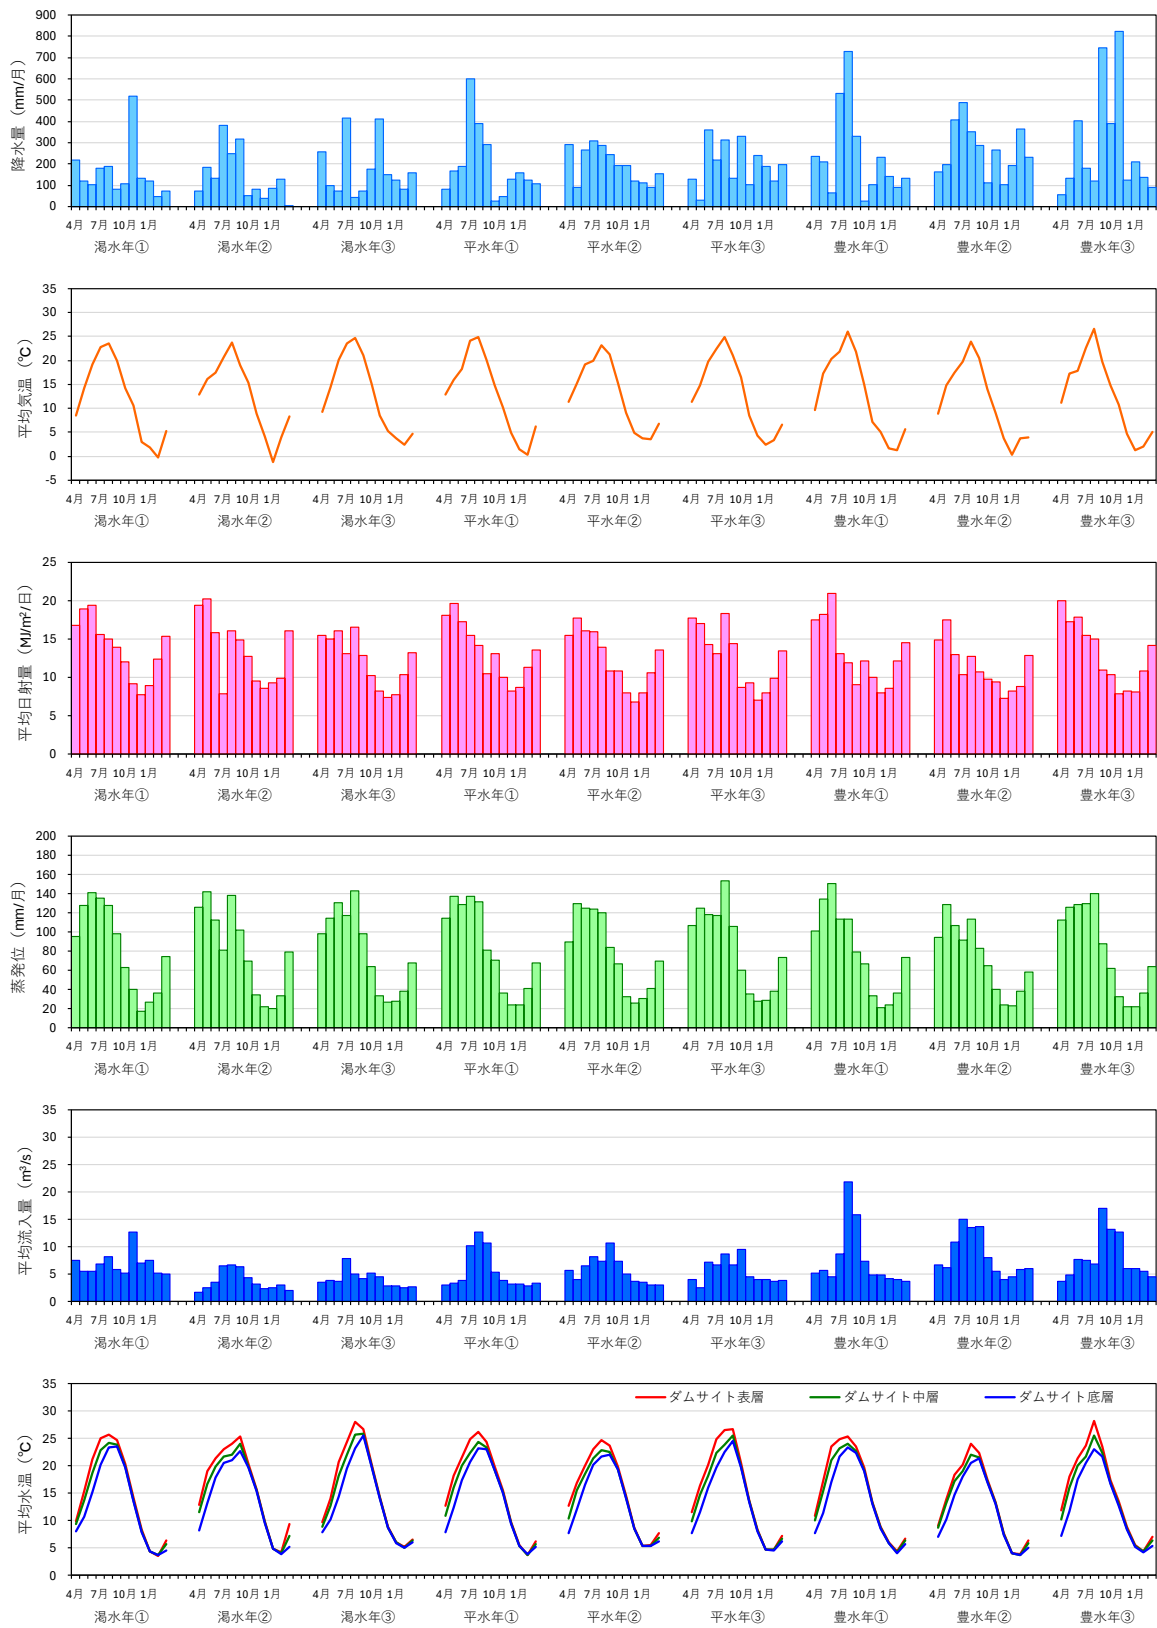 降水量（mm/月）
900
800
700
600
500
400
300
200
100
0
4月 7月 10月 1月 4月 7月 10月 1月 4月 7月 10月 1月 4月 7月 10月 1月 4月 7月 10月 1月 4月 7月 10月 1月 4月 7月 10月 1月 4月 7月 10月 1月 4月 7月 10月 1月
渇水年① 渇水年② 渇水年③ 平水年① 平水年② 平水年③ 豊水年① 豊水年② 豊水年③
平均気温（℃）
35
30
25
20
15
10
5
0
-5
4月 7月 10月 1月 4月 7月 10月 1月 4月 7月 10月 1月 4月 7月 10月 1月 4月 7月 10月 1月 4月 7月 10月 1月 4月 7月 10月 1月 4月 7月 10月 1月 4月 7月 10月 1月
渇水年① 渇水年② 渇水年③ 平水年① 平水年② 平水年③ 豊水年① 豊水年② 豊水年③
平均日射量（MJ/m²/日）
25
20
15
10
5
0
4月 7月 10月 1月 4月 7月 10月 1月 4月 7月 10月 1月 4月 7月 10月 1月 4月 7月 10月 1月 4月 7月 10月 1月 4月 7月 10月 1月 4月 7月 10月 1月 4月 7月 10月 1月
渇水年① 渇水年② 渇水年③ 平水年① 平水年② 平水年③ 豊水年① 豊水年② 豊水年③
蒸発位（mm/月）
200
180
160
140
120
100
80
60
40
20
0
4月 7月 10月 1月 4月 7月 10月 1月 4月 7月 10月 1月 4月 7月 10月 1月 4月 7月 10月 1月 4月 7月 10月 1月 4月 7月 10月 1月 4月 7月 10月 1月 4月 7月 10月 1月
渇水年① 渇水年② 渇水年③ 平水年① 平水年② 平水年③ 豊水年① 豊水年② 豊水年③
平均流入量（m³/s）
35
30
25
20
15
10
5
0
4月 7月 10月 1月 4月 7月 10月 1月 4月 7月 10月 1月 4月 7月 10月 1月 4月 7月 10月 1月 4月 7月 10月 1月 4月 7月 10月 1月 4月 7月 10月 1月 4月 7月 10月 1月
渇水年① 渇水年② 渇水年③ 平水年① 平水年② 平水年③ 豊水年① 豊水年② 豊水年③
平均水温（℃）
35
30
25
20
15
10
5
0
ダムサイト表層 ダムサイト中層 ダムサイト底層
4月 7月 10月 1月 4月 7月 10月 1月 4月 7月 10月 1月 4月 7月 10月 1月 4月 7月 10月 1月 4月 7月 10月 1月 4月 7月 10月 1月 4月 7月 10月 1月 4月 7月 10月 1月
渇水年① 渇水年② 渇水年③ 平水年① 平水年② 平水年③ 豊水年① 豊水年② 豊水年③